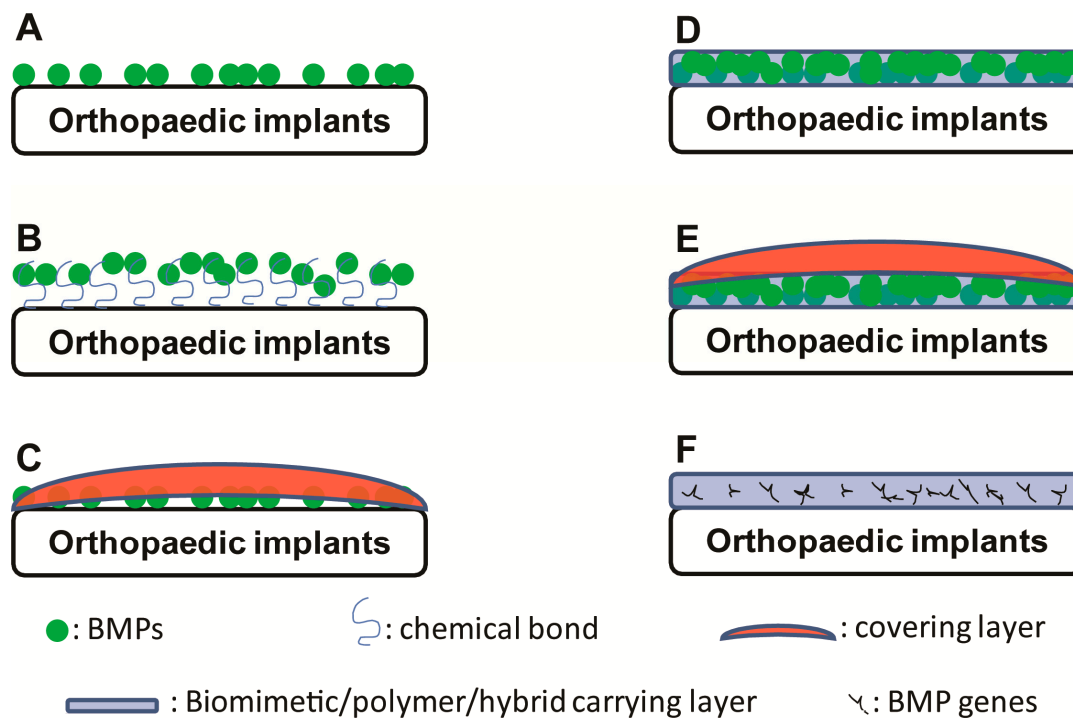 A
Orthopaedic implants
B
Orthopaedic implants
C
Orthopaedic implants
D
Orthopaedic implants
E
Orthopaedic implants
F
Orthopaedic implants
: BMPs
: chemical bond
: covering layer
: Biomimetic/polymer/hybrid carrying layer
: BMP genes